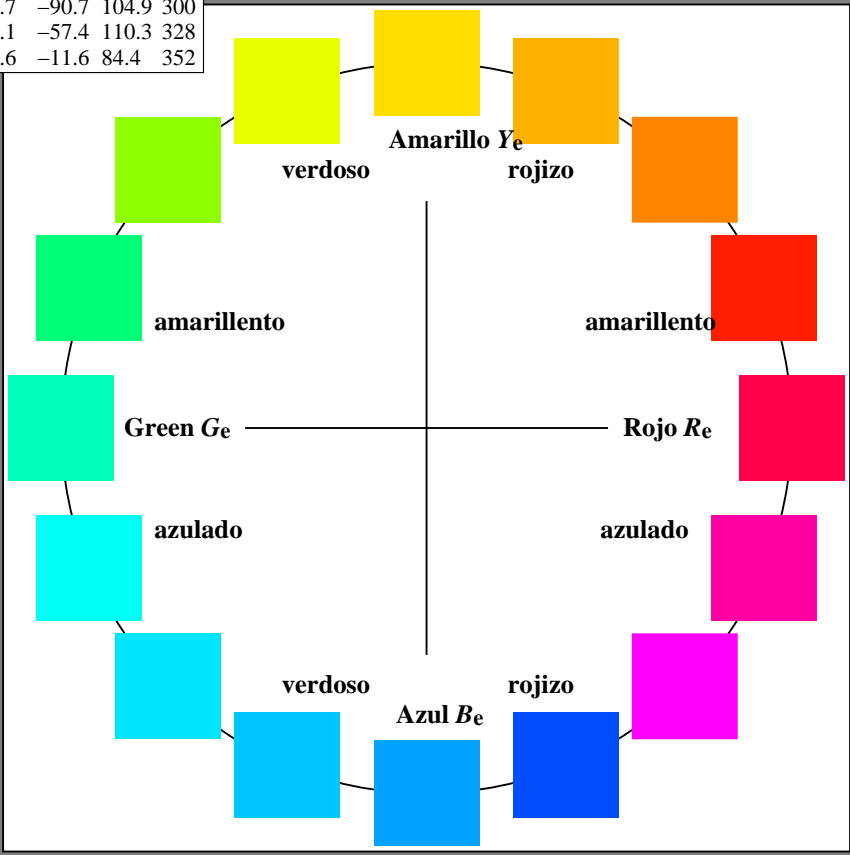 .7 −90.7 104.9 300
.1 −57.4 110.3 328
.6 −11.6 84.4 352
Amarillo Ye
verdoso rojizo
amarillento amarillento
Green Ge Rojo Re
azulado azulado
verdoso rojizo
Azul Be